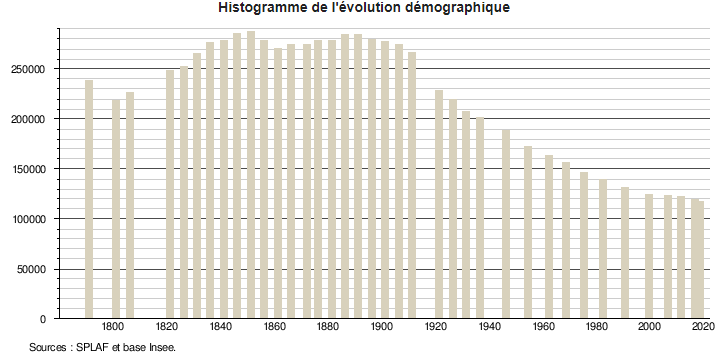 Histogramme de l'évolution démographique
250000
200000
150000
100000
50000
0
1800 1820 1840 1860 1880 1900 1920 1940 1960 1980 2000 2020
Sources : SPLAF et base Insee.